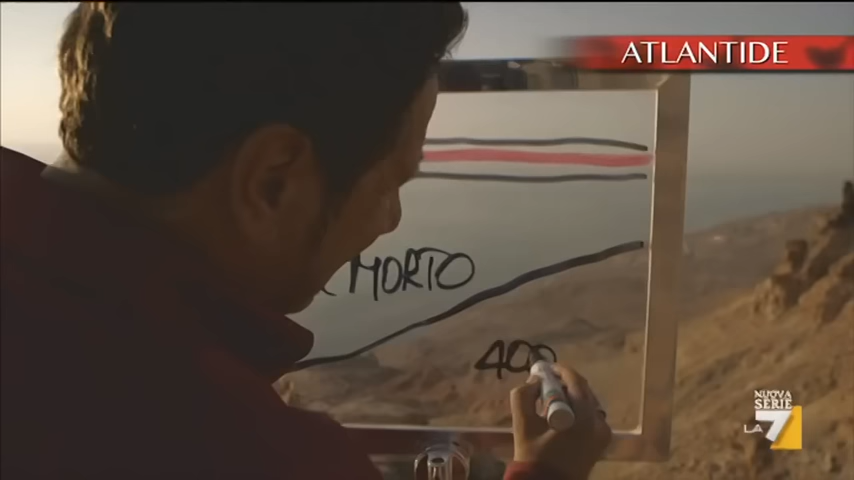 ATLANTIDE
MORTO
400
NUOVA
SERIE
LA7